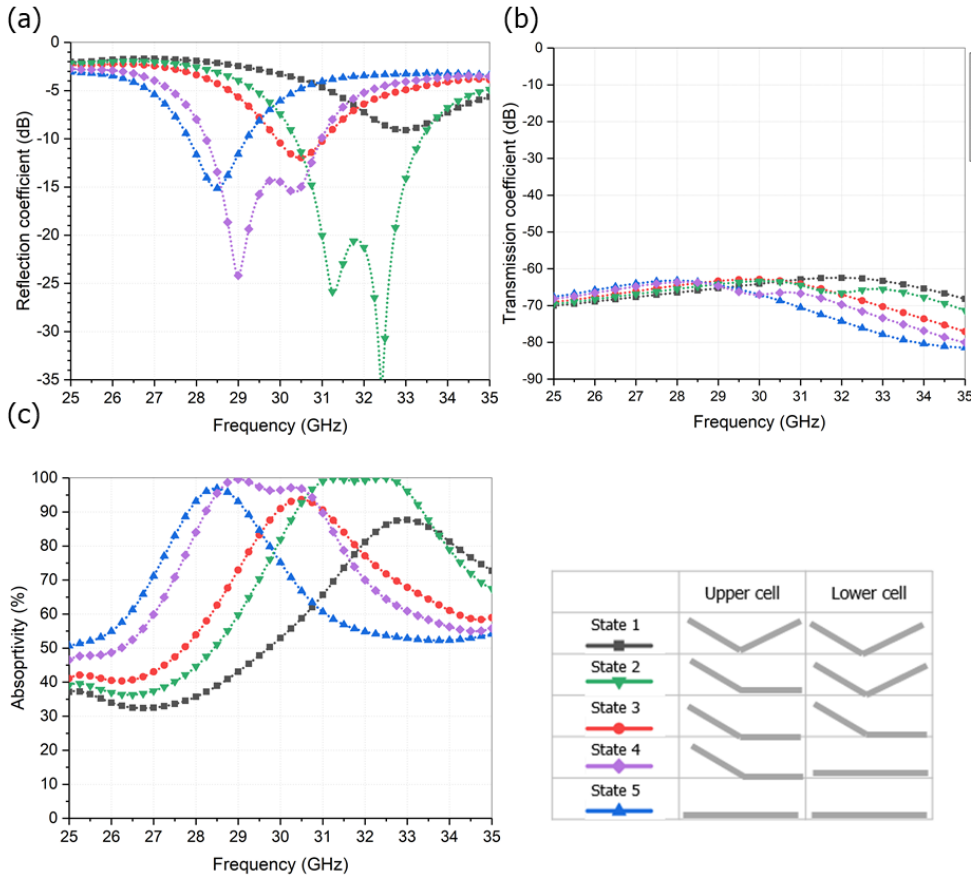 (a)
0
-5
-10
-15
-20
-25
-30
-35
Reflection coefficient (dB)
25 26 27 28 29 30 31 32 33 34 35
Frequency (GHz)
(b)
0
-10
-20
-30
-40
-50
-60
-70
-80
-90
Transmission coefficient (dB)
25 26 27 28 29 30 31 32 33 34 35
Frequency (GHz)
(c)
100
90
80
70
60
50
40
30
20
10
0
Absoprtivity (%)
25 26 27 28 29 30 31 32 33 34 35
Frequency (GHz)
Upper cell Lower cell
State 1
State 2
State 3
State 4
State 5